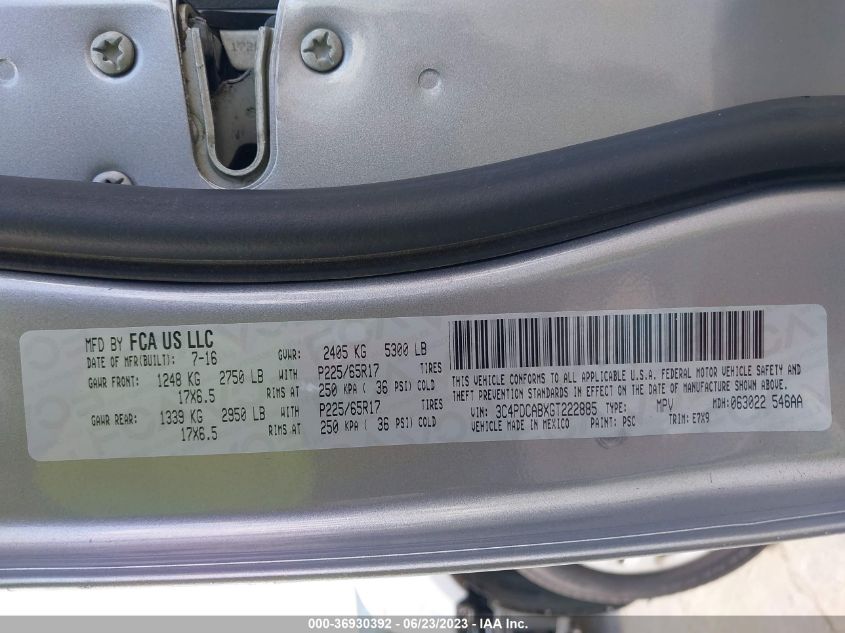 MFD BY FCA US LLC
DATE OF MFR(BUILT): 7-16
GVWR: 2405 KG 5300 LB
GAWR FRONT: 1248 KG 2750 LB WITH P225/65R17 TIRES
17X6.5 RIMS AT 250 KPA ( 36 PSI) COLD
GAWR REAR: 1339 KG 2950 LB WITH P225/65R17 TIRES
17X6.5 RIMS AT 250 KPA ( 36 PSI) COLD
THIS VEHICLE CONFORMS TO ALL APPLICABLE U.S.A. FEDERAL MOTOR VEHICLE SAFETY AND
THEFT PREVENTION STANDARDS IN EFFECT ON THE DATE OF MANUFACTURE SHOWN ABOVE.
VIN: 3C4PDCABXGT222885 TYPE: MPV MDH: 063022 546AA
VEHICLE MADE IN MEXICO PAINT: PSC TRIM: E7X9
000-36930392 - 06/23/2023 - 1 - IAA Inc.